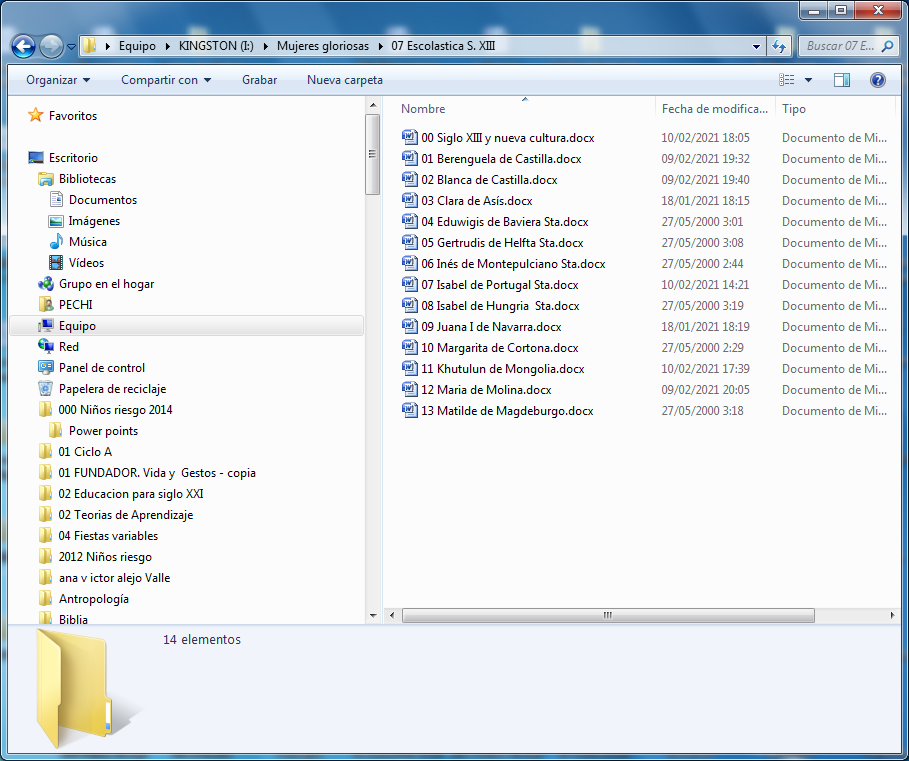 Equipo KINGSTON (I:) Mujeres gloriosas 07 Escolastica S. XIII Buscar 07 E...
Organizar Compartir con Grabar Nueva carpeta
Favoritos
Escritorio
Bibliotecas
Documentos
Imágenes
Música
Vídeos
Grupo en el hogar
PECHI
Equipo
Red
Panel de control
Papelera de reciclaje
000 Niños riesgo 2014
Power points
01 Ciclo A
01 FUNDADOR. Vida y  Gestos - copia
02 Educacion para siglo XXI
02 Teorias de Aprendizaje
04 Fiestas variables
2012 Niños riesgo
ana v ictor alejo Valle
Antropología
Biblia
Nombre Fecha de modifica... Tipo
00 Siglo XIII y nueva cultura.docx 10/02/2021 18:05 Documento de Mi...
01 Berenguela de Castilla.docx 09/02/2021 19:32 Documento de Mi...
02 Blanca de Castilla.docx 09/02/2021 19:40 Documento de Mi...
03 Clara de Asís.docx 18/01/2021 18:15 Documento de Mi...
04 Eduwigis de Baviera Sta.docx 27/05/2000 3:01 Documento de Mi...
05 Gertrudis de Helfta Sta.docx 27/05/2000 3:08 Documento de Mi...
06 Inés de Montepulciano Sta.docx 27/05/2000 2:44 Documento de Mi...
07 Isabel de Portugal Sta.docx 10/02/2021 14:21 Documento de Mi...
08 Isabel de Hungria  Sta.docx 27/05/2000 3:19 Documento de Mi...
09 Juana I de Navarra.docx 18/01/2021 18:19 Documento de Mi...
10 Margarita de Cortona.docx 27/05/2000 2:29 Documento de Mi...
11 Khutulun de Mongolia.docx 10/02/2021 17:39 Documento de Mi...
12 Maria de Molina.docx 09/02/2021 20:05 Documento de Mi...
13 Matilde de Magdeburgo.docx 27/05/2000 3:18 Documento de Mi...
14 elementos